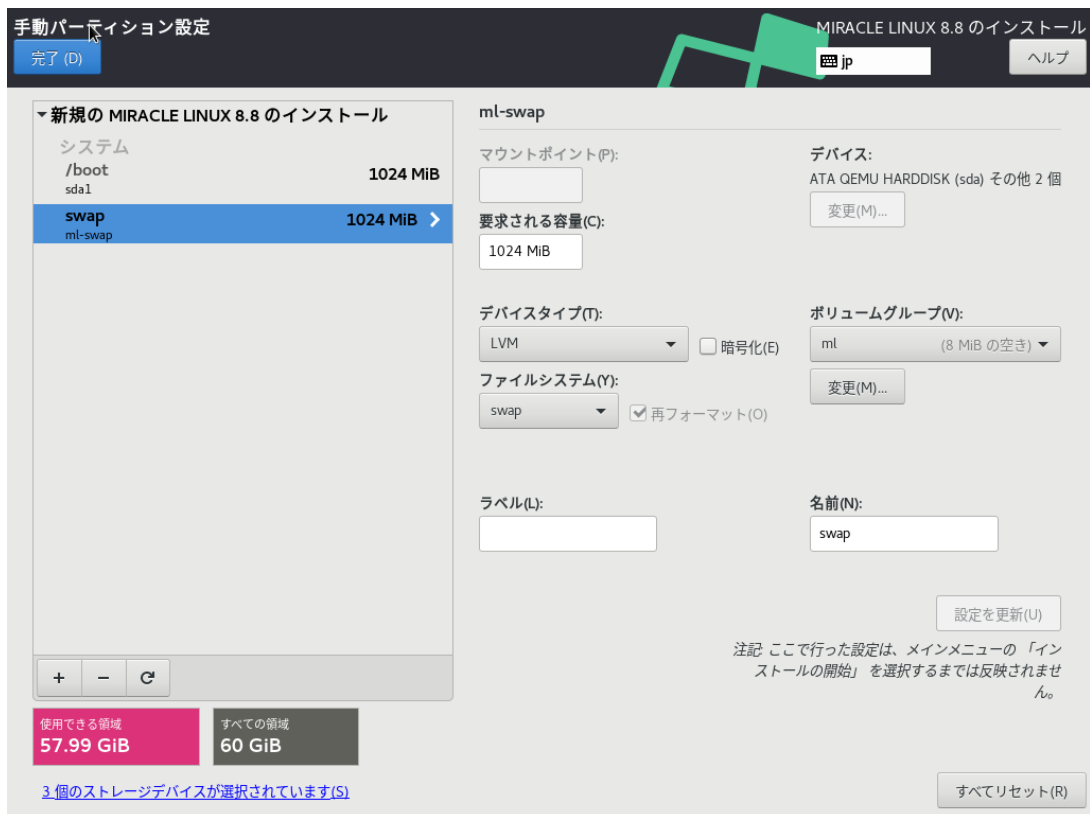 手動パーティション設定
MIRACLE LINUX 8.8 のインストール
完了 (D)
jp
ヘルプ
新規の MIRACLE LINUX 8.8 のインストール
システム
/boot
1024 MiB
sda1
swap
1024 MiB
ml-swap
ml-swap
マウントポイント(P):
デバイス:
ATA QEMU HARDDISK (sda) その他 2 個
変更(M)...
要求される容量(C):
1024 MiB
デバイスタイプ(T):
ボリュームグループ(V):
LVM
暗号化(E)
ml
(8 MiB の空き)
ファイルシステム(Y):
変更(M)...
swap
再フォーマット(O)
ラベル(L):
名前(N):
swap
設定を更新(U)
注記: ここで行った設定は、メインメニューの 「イン
ストールの開始」 を選択するまでは反映されませ
ん。
+ −
使用できる領域
57.99 GiB
すべての領域
60 GiB
3 個のストレージデバイスが選択されています(S)
すべてリセット(R)